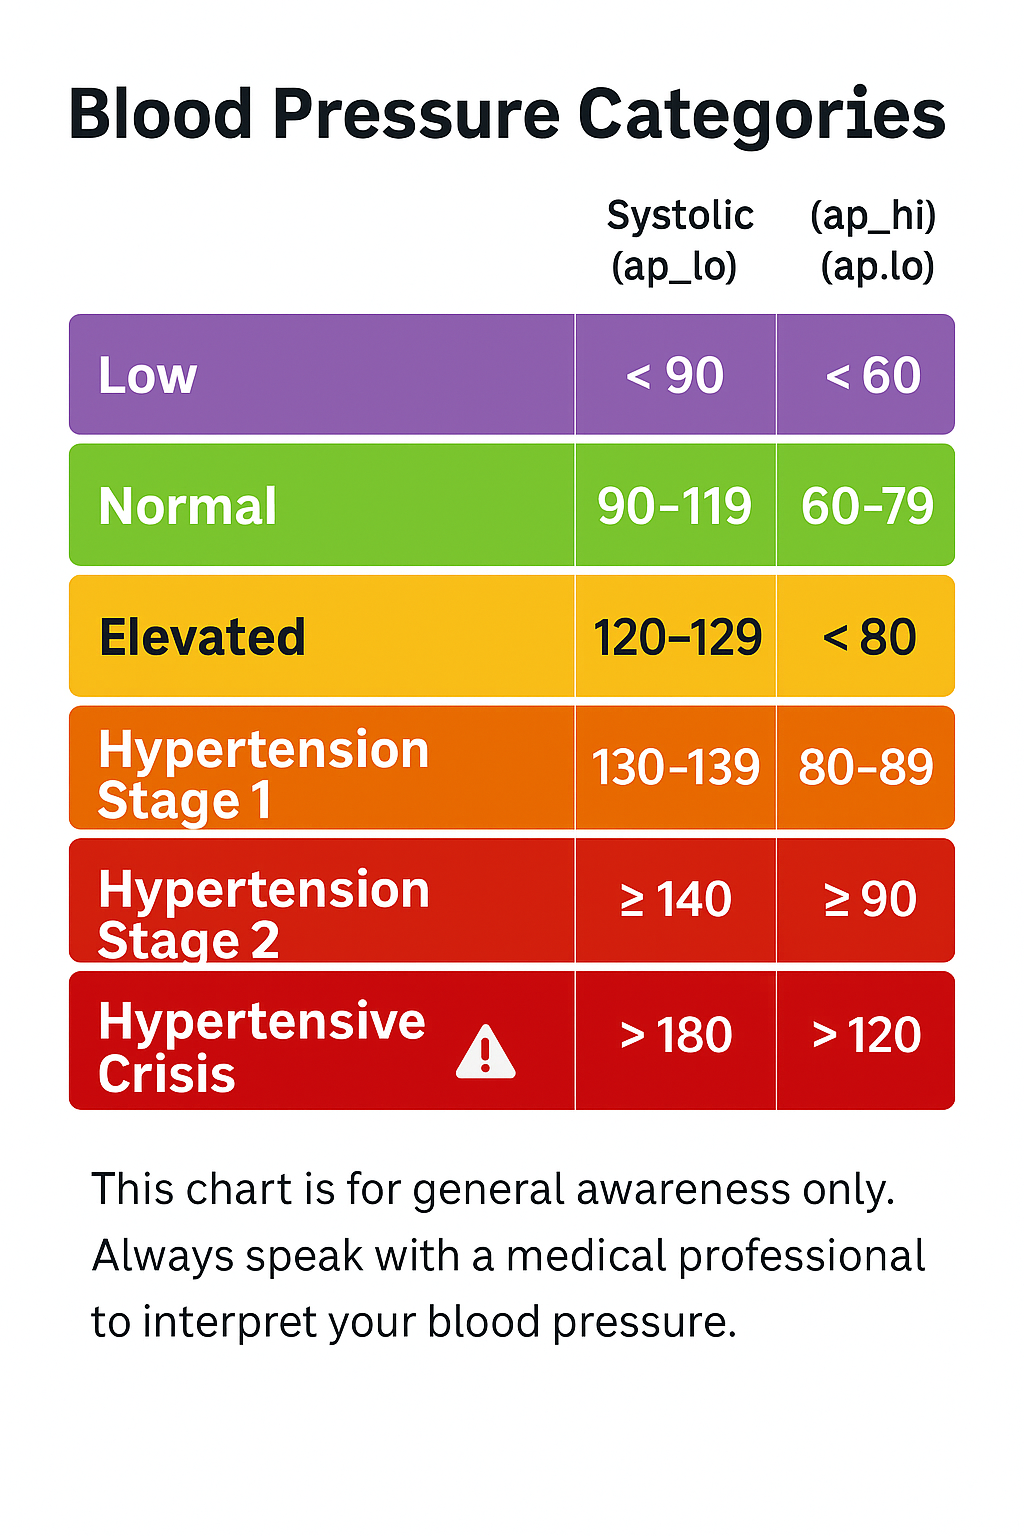 Blood Pressure Categories
Systolic (ap_hi)
(ap_lo) (ap.lo)
Low < 90 < 60
Normal 90–119 60–79
Elevated 120–129 < 80
Hypertension
Stage 1 130–139 80–89
Hypertension
Stage 2 ≥ 140 ≥ 90
Hypertensive
Crisis > 180 > 120
This chart is for general awareness only.
Always speak with a medical professional
to interpret your blood pressure.